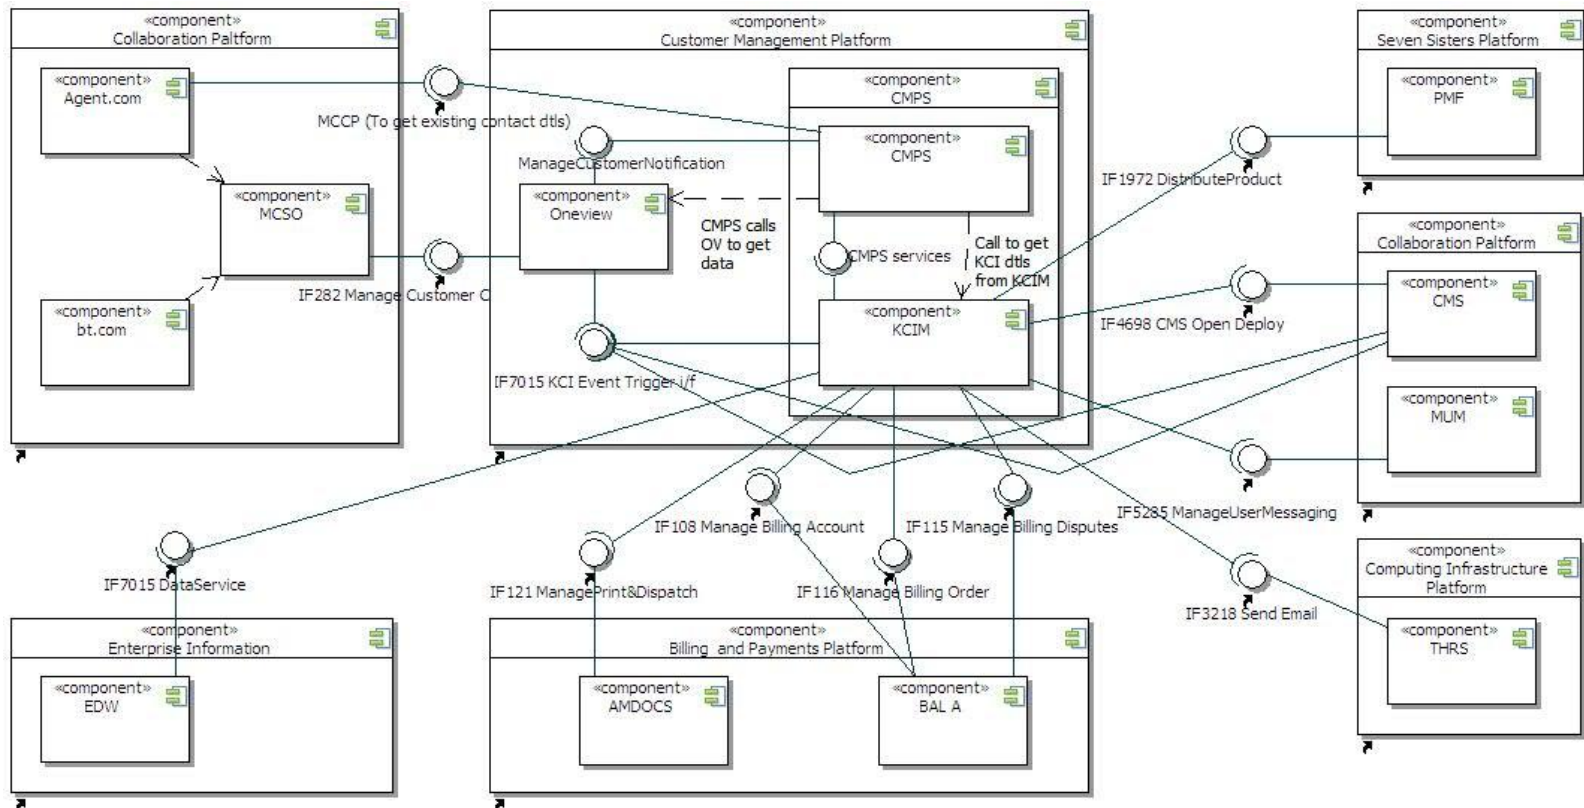 «component»
Collaboration Paltform
«component»
Agent.com
«component»
MCSO
«component»
bt.com
MCCP (To get existing contact dtls)
IF282 Manage Customer C
«component»
Customer Management Platform
ManageCustomerNotification
«component»
Oneview
CMPS calls
OV to get
data
«component»
CMPS
«component»
CMPS
CMPS services
Call to get
KCI dtls
from KCIM
«component»
KCIM
IF7015 KCI Event Trigger i/f
«component»
Seven Sisters Platform
«component»
PMF
IF1972 DistributeProduct
«component»
Collaboration Paltform
«component»
CMS
IF4698 CMS Open Deploy
«component»
MUM
IF5285 ManageUserMessaging
IF108 Manage Billing Account
IF115 Manage Billing Disputes
IF7015 DataService
IF121 ManagePrint&Dispatch
IF116 Manage Billing Order
IF3218 Send Email
«component»
Computing Infrastructure
Platform
«component»
THRS
«component»
Enterprise Information
«component»
EDW
«component»
Billing and Payments Platform
«component»
AMDOCS
«component»
BAL A